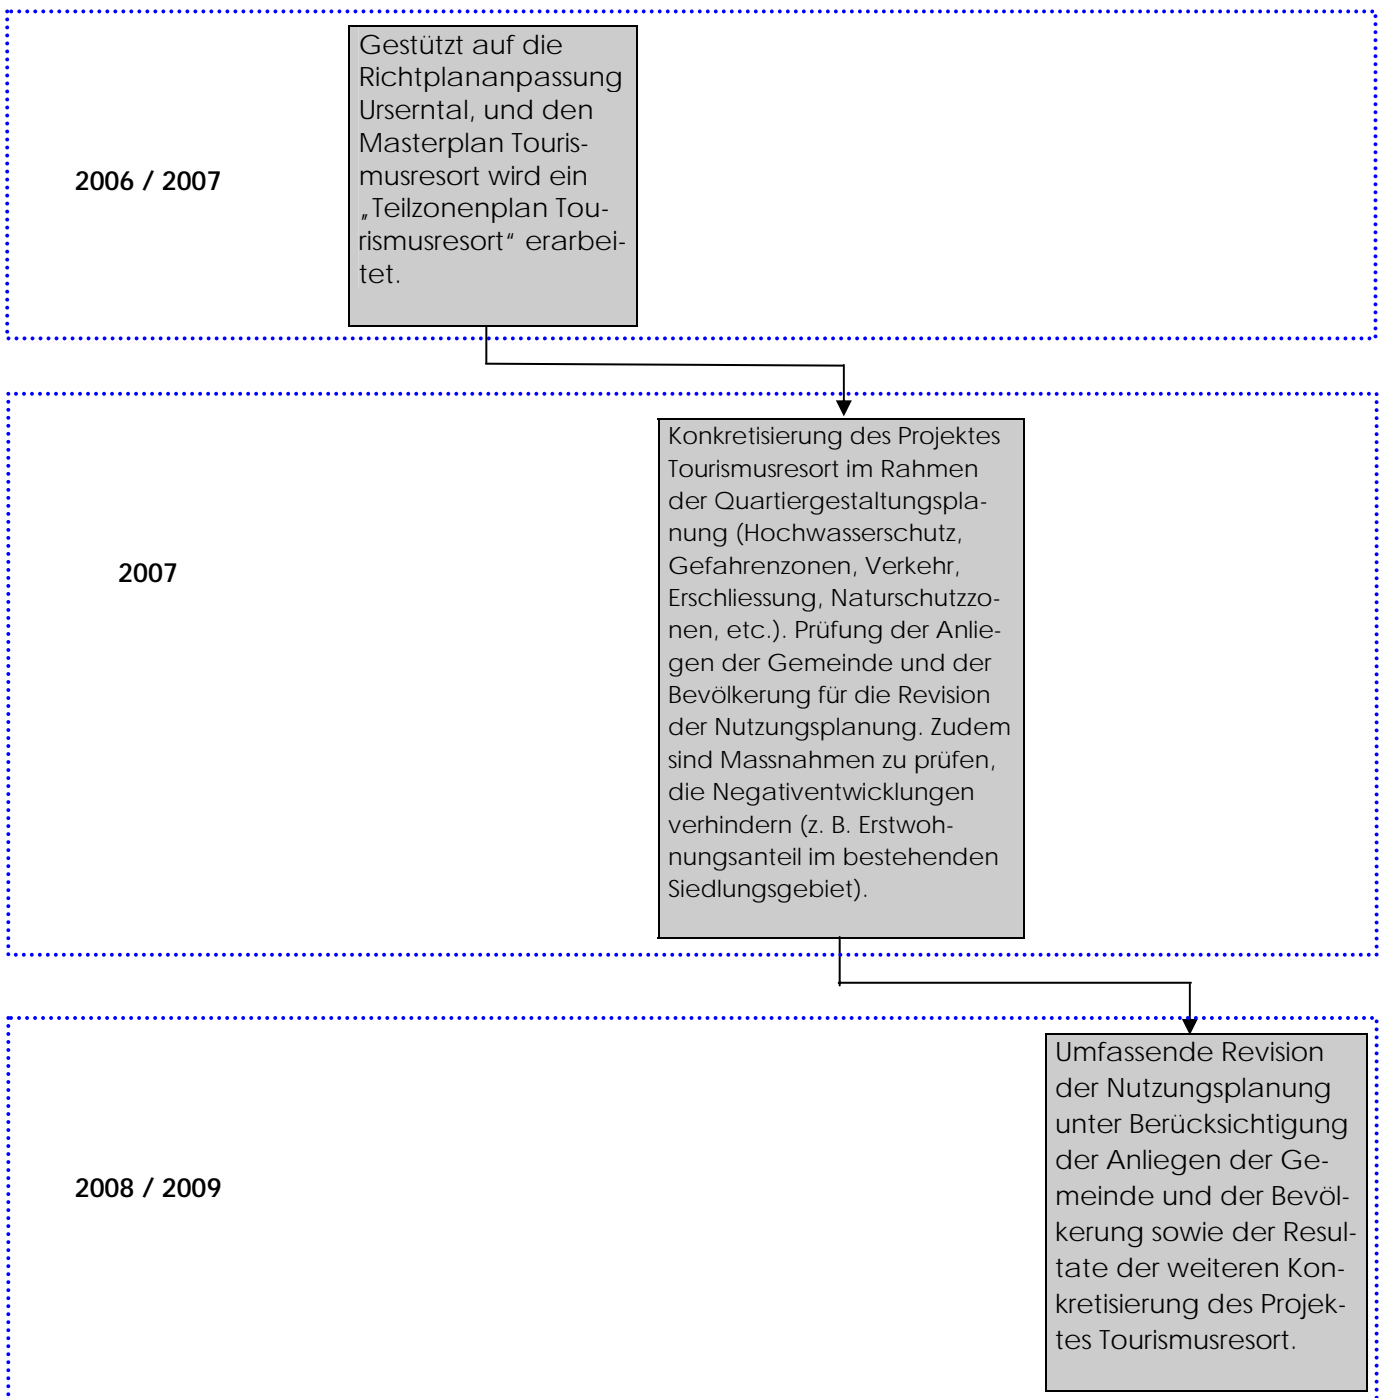 Gestützt auf die
Richtplananpassung
Urserntal, und den
Masterplan Touris-
musresort wird ein
„Teilzonenplan Tou-
rismusresort“ erarbei-
tet.
2006 / 2007
Konkretisierung des Projektes
Tourismusresort im Rahmen
der Quartiergestaltungspla-
nung (Hochwasserschutz,
Gefahrenzonen, Verkehr,
Erschliessung, Naturschutzzo-
nen, etc.). Prüfung der Anlie-
gen der Gemeinde und der
Bevölkerung für die Revision
der Nutzungsplanung. Zudem
sind Massnahmen zu prüfen,
die Negativentwicklungen
verhindern (z. B. Erstwoh-
nungsanteil im bestehenden
Siedlungsgebiet).
2007
Umfassende Revision
der Nutzungsplanung
unter Berücksichtigung
der Anliegen der Ge-
meinde und der Bevöl-
kerung sowie der Resul-
tate der weiteren Kon-
kretisierung des Projek-
tes Tourismusresort.
2008 / 2009